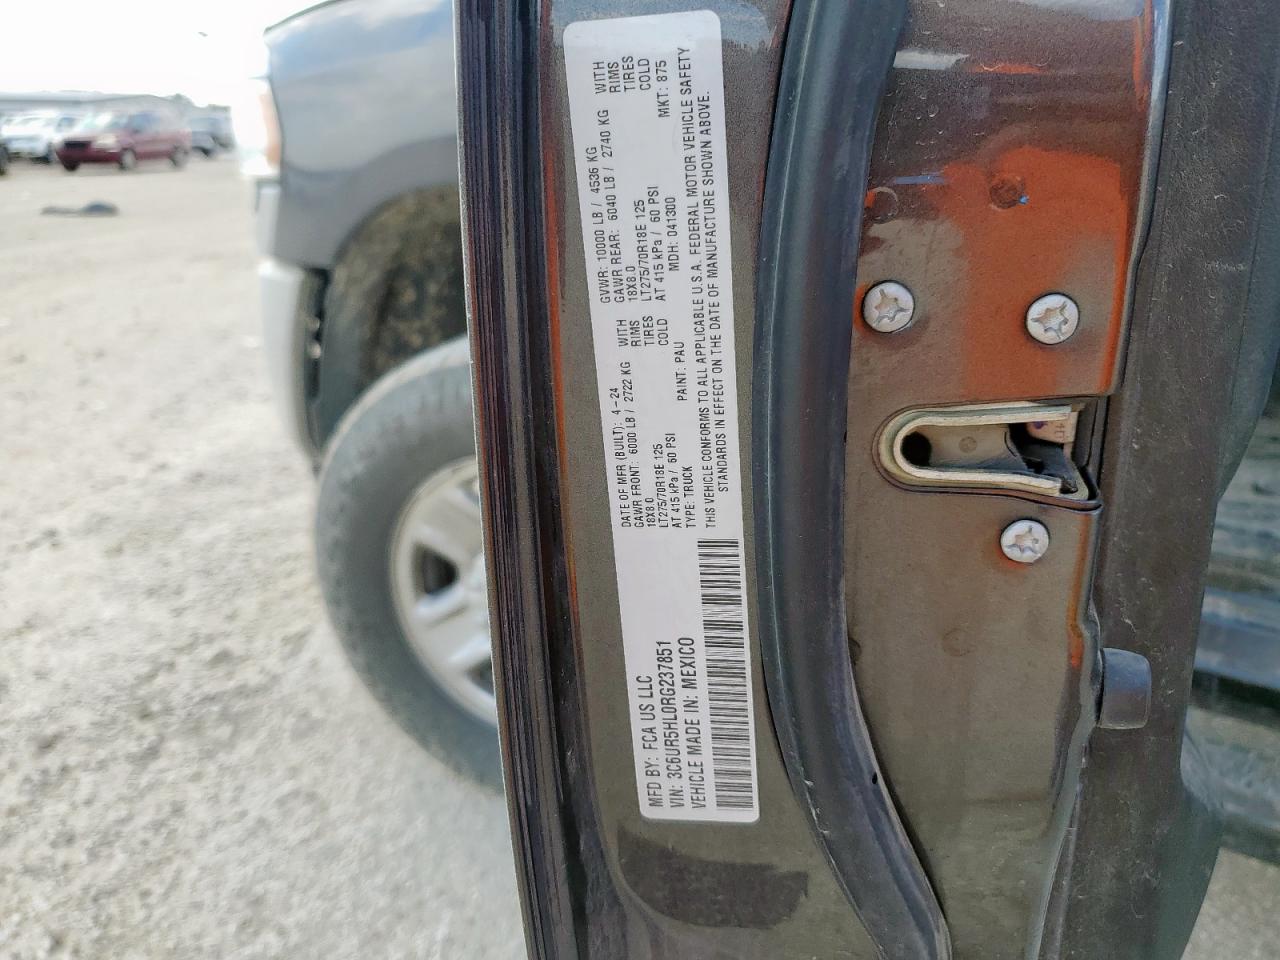 MFD BY: FCA US LLC
VIN: 3C6UR5HL0RG237851
VEHICLE MADE IN: MEXICO
DATE OF MFR (BUILT): 4-24 GVWR: 10000 LB / 4536 KG
GAWR FRONT: 6000 LB / 2722 KG WITH GAWR REAR: 6040 LB / 2740 KG WITH
18X8.0 RIMS 18X8.0 RIMS
LT275/70R18E 125 TIRES LT275/70R18E 125 TIRES
AT 415 kPa / 60 PSI COLD AT 415 kPa / 60 PSI COLD
TYPE: TRUCK PAINT: PAU MDH: 041300 MKT: 875
THIS VEHICLE CONFORMS TO ALL APPLICABLE U.S.A. FEDERAL MOTOR VEHICLE SAFETY
STANDARDS IN EFFECT ON THE DATE OF MANUFACTURE SHOWN ABOVE.